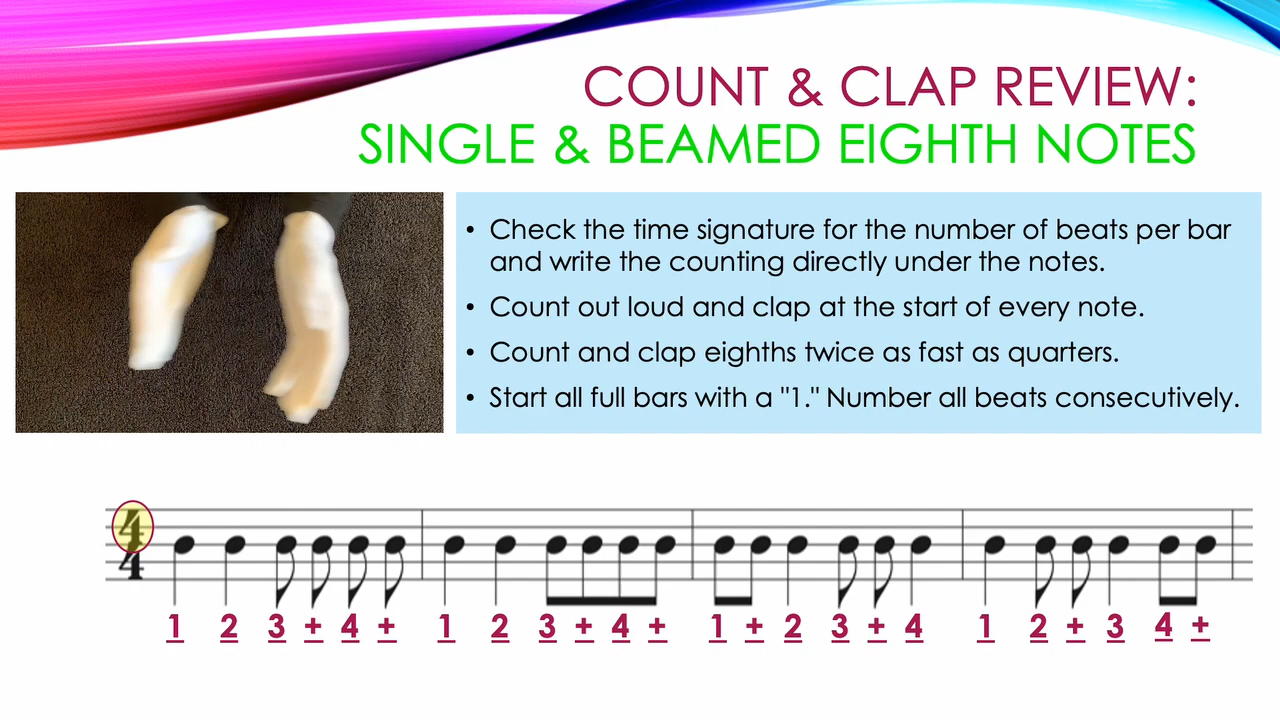 COUNT & CLAP REVIEW:
SINGLE & BEAMED EIGHTH NOTES
• Check the time signature for the number of beats per bar
and write the counting directly under the notes.
• Count out loud and clap at the start of every note.
• Count and clap eighths twice as fast as quarters.
• Start all full bars with a "1." Number all beats consecutively.
4
4
1 2 3 + 4 + 1 2 3 + 4 + 1 + 2 3 + 4 1 2 + 3 4 +